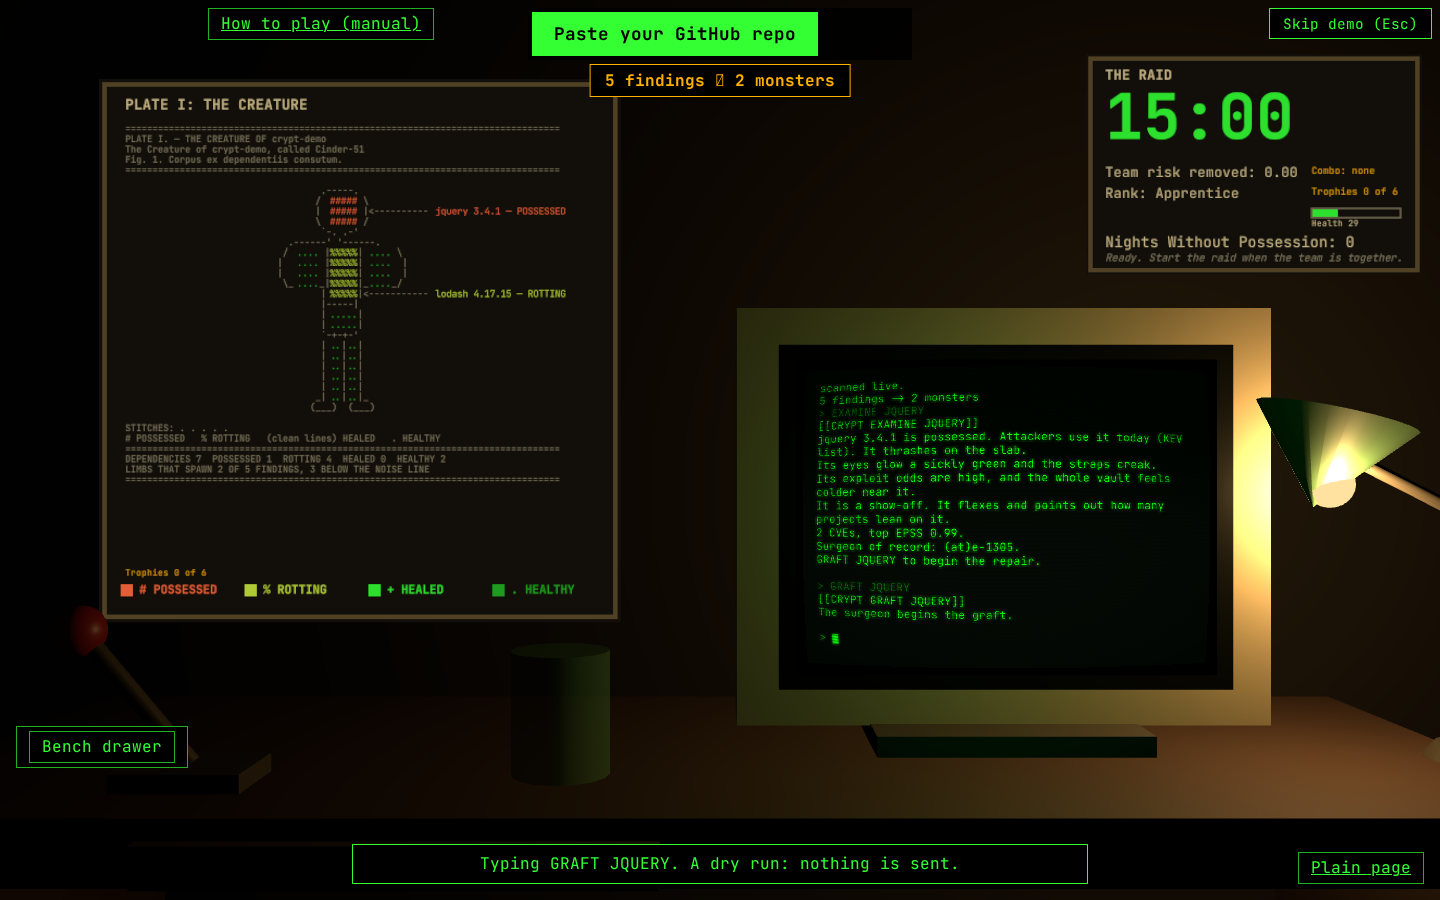 How to play (manual)
Paste your GitHub repo
Skip demo (Esc)
5 findings 2 monsters
PLATE I: THE CREATURE
PLATE I. — THE CREATURE OF crypt-demo
The Creature of crypt-demo, called Cinder-51
Fig. 1. Corpus ex dependentiis consutum.
jquery 3.4.1 — POSSESSED
lodash 4.17.15 — ROTTING
STITCHES: . . . . .
# POSSESSED % ROTTING (clean lines) HEALED . HEALTHY
DEPENDENCIES 7 POSSESSED 1 ROTTING 4 HEALED 0 HEALTHY 2
LIMBS THAT SPAWN 2 OF 5 FINDINGS, 3 BELOW THE NOISE LINE
Trophies 0 of 6
# POSSESSED % ROTTING + HEALED . HEALTHY
THE RAID
15:00
Team risk removed: 0.00
Combo: none
Rank: Apprentice
Trophies 0 of 6
Health 29
Nights Without Possession: 0
Ready. Start the raid when the team is together.
scanned live.
5 findings → 2 monsters
> EXAMINE JQUERY
[[CRYPT EXAMINE JQUERY]]
jquery 3.4.1 is possessed. Attackers use it today (KEV
list). It thrashes on the slab.
Its eyes glow a sickly green and the straps creak.
Its exploit odds are high, and the whole vault feels
colder near it.
It is a show-off. It flexes and points out how many
projects lean on it.
2 CVEs, top EPSS 0.99.
Surgeon of record: (at)e-1305.
GRAFT JQUERY to begin the repair.
> GRAFT JQUERY
[[CRYPT GRAFT JQUERY]]
The surgeon begins the graft.
>
Bench drawer
Typing GRAFT JQUERY. A dry run: nothing is sent.
Plain page